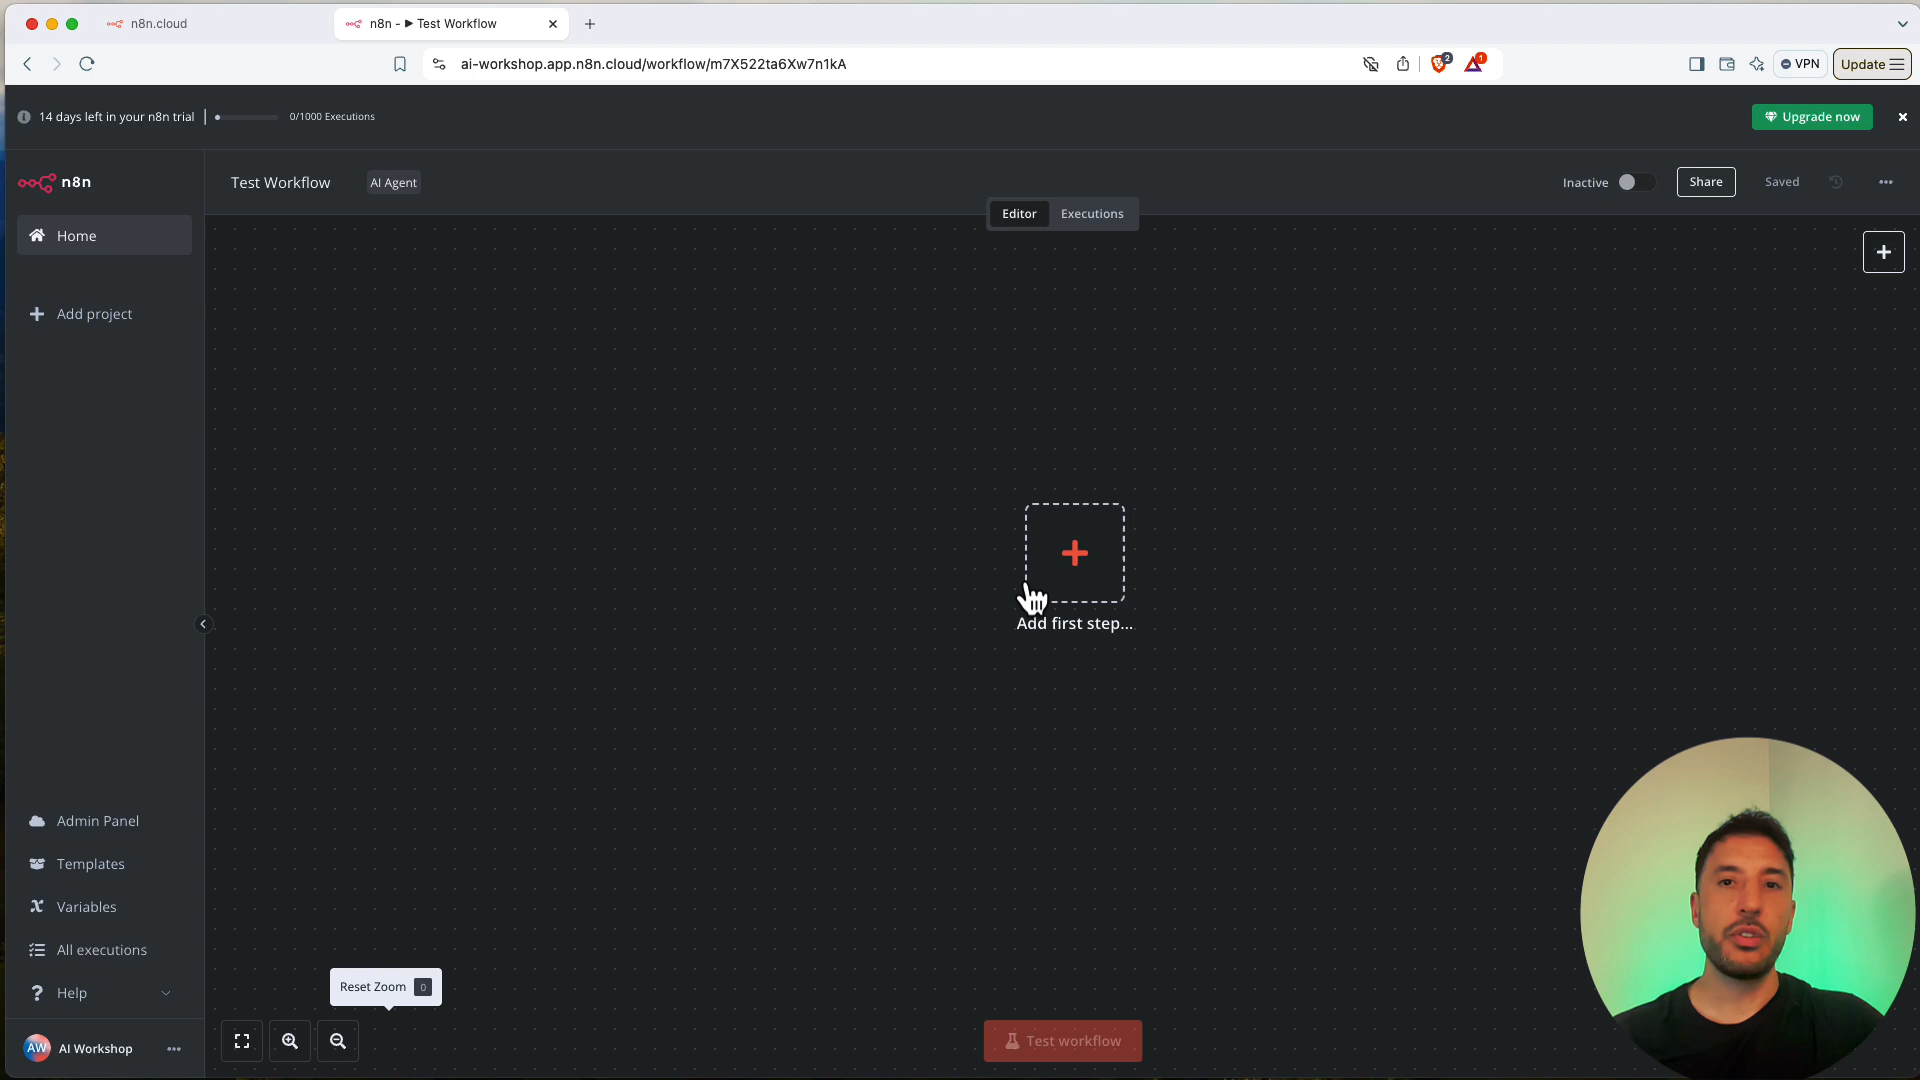 n8n.cloud
n8n - ▶ Test Workflow
ai-workshop.app.n8n.cloud/workflow/m7X522ta6Xw7n1kA
2
1
VPN
Update
14 days left in your n8n trial
0/1000 Executions
Upgrade now
n8n
Test Workflow
AI Agent
Inactive
Share
Saved
Editor
Executions
Home
Add project
Add first step...
Admin Panel
Templates
Variables
All executions
Help
Reset Zoom 0
AW
AI Workshop
Test workflow